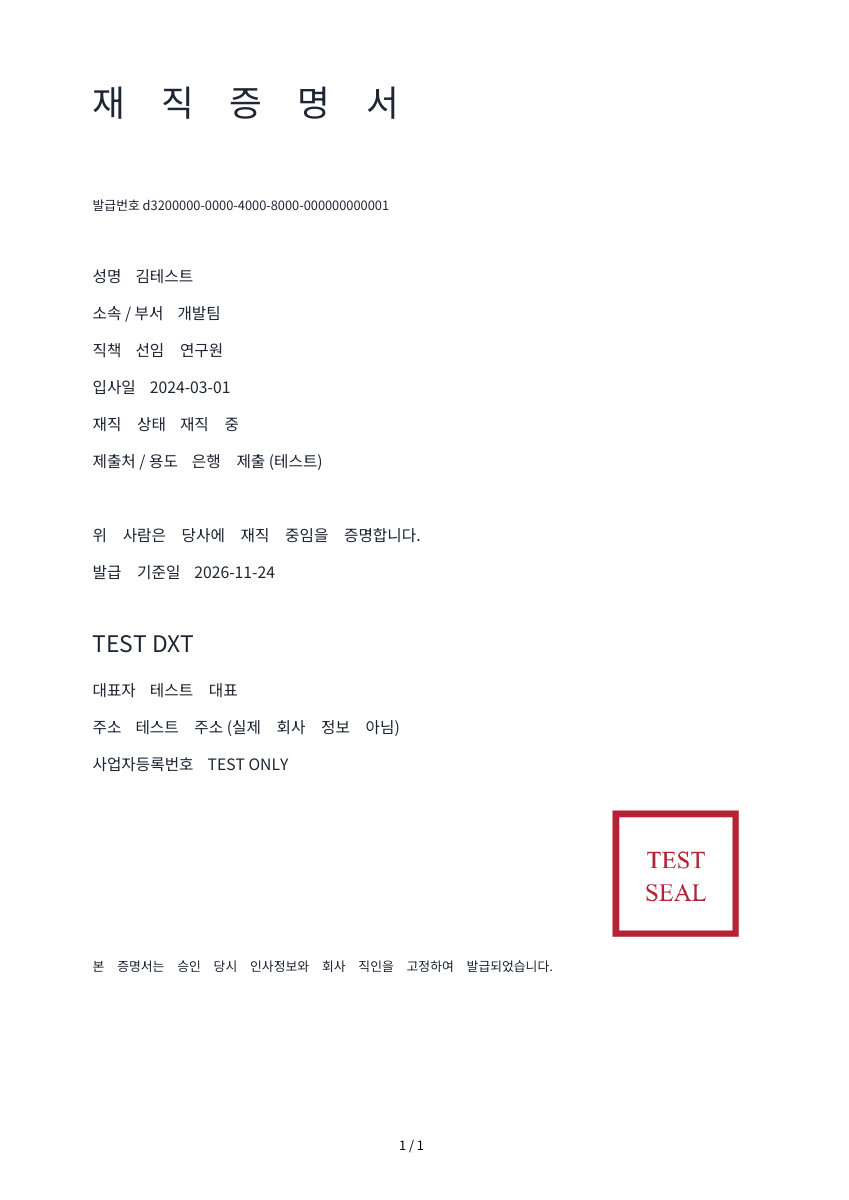 재 직 증 명 서
발급번호 d3200000-0000-4000-8000-000000000001
성명 김테스트
소속 / 부서 개발팀
직책 선임 연구원
입사일 2024-03-01
재직 상태 재직 중
제출처 / 용도 은행 제출 (테스트)
위 사람은 당사에 재직 중임을 증명합니다.
발급 기준일 2026-11-24
TEST DXT
대표자 테스트 대표
주소 테스트 주소 (실제 회사 정보 아님)
사업자등록번호 TEST ONLY
TEST
SEAL
본 증명서는 승인 당시 인사정보와 회사 직인을 고정하여 발급되었습니다.
1 / 1